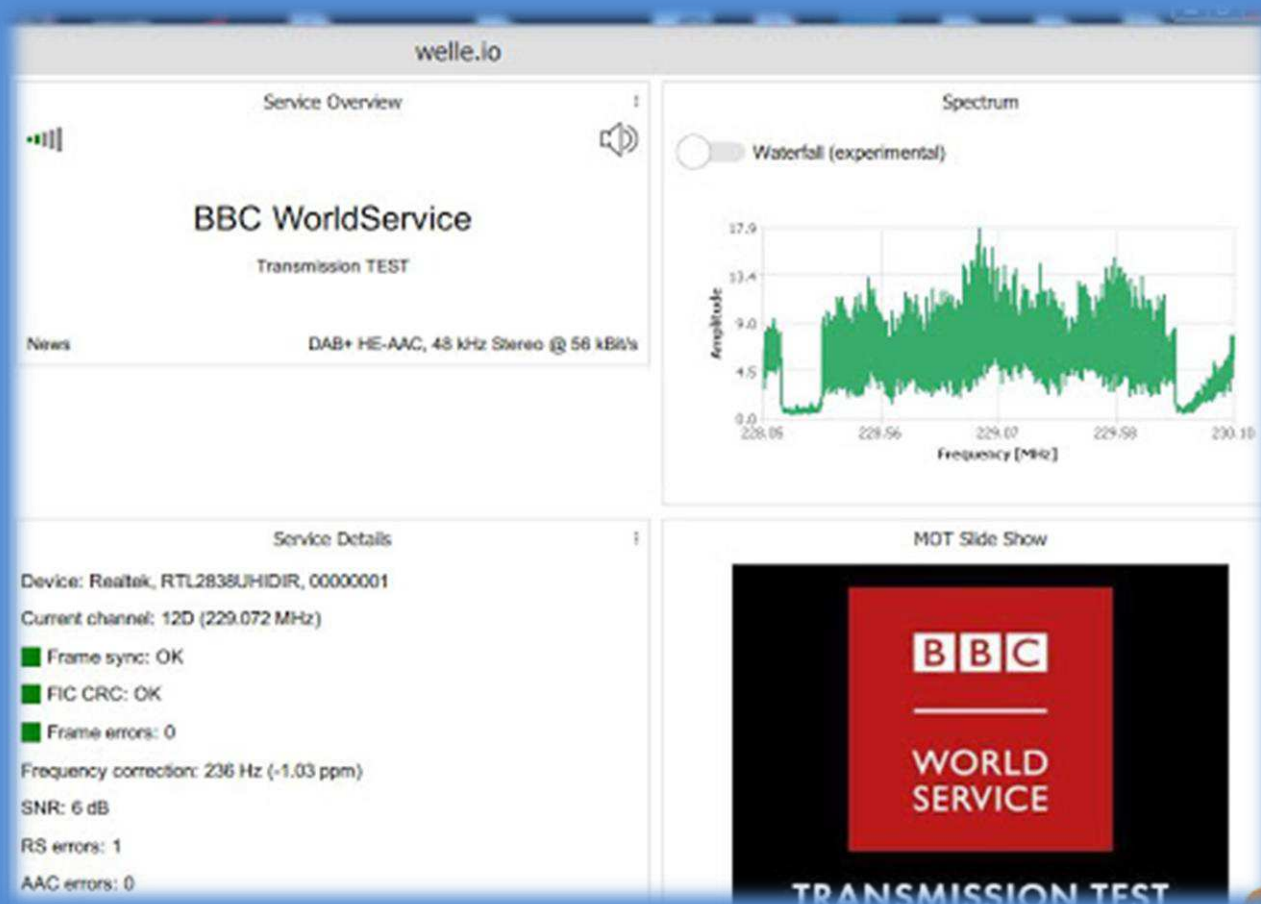 welle.io
Service Overview
BBC WorldService
Transmission TEST
News
DAB+ HE-AAC, 48 kHz Stereo @ 56 kBit/s
Spectrum
Waterfall (experimental)
17.9
13.4
9.0
4.5
0.0
Amplitude
228.05
228.56
229.07
229.58
230.10
Frequency [MHz]
Service Details
Device: Realtek, RTL2838UHIDIR, 00000001
Current channel: 12D (229.072 MHz)
Frame sync: OK
FIC CRC: OK
Frame errors: 0
Frequency correction: 236 Hz (-1.03 ppm)
SNR: 6 dB
RS errors: 1
AAC errors: 0
MOT Slide Show
BBC
WORLD
SERVICE
TRANSMISSION TEST